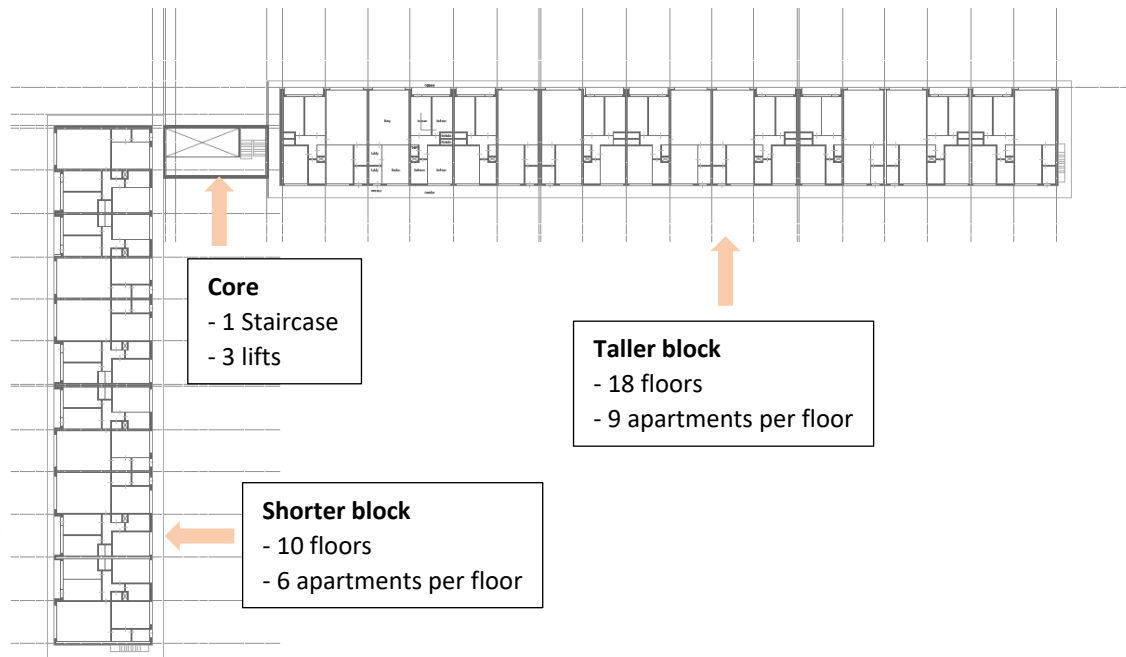 Core
- 1 Staircase
- 3 lifts
Taller block
- 18 floors
- 9 apartments per floor
Shorter block
- 10 floors
- 6 apartments per floor